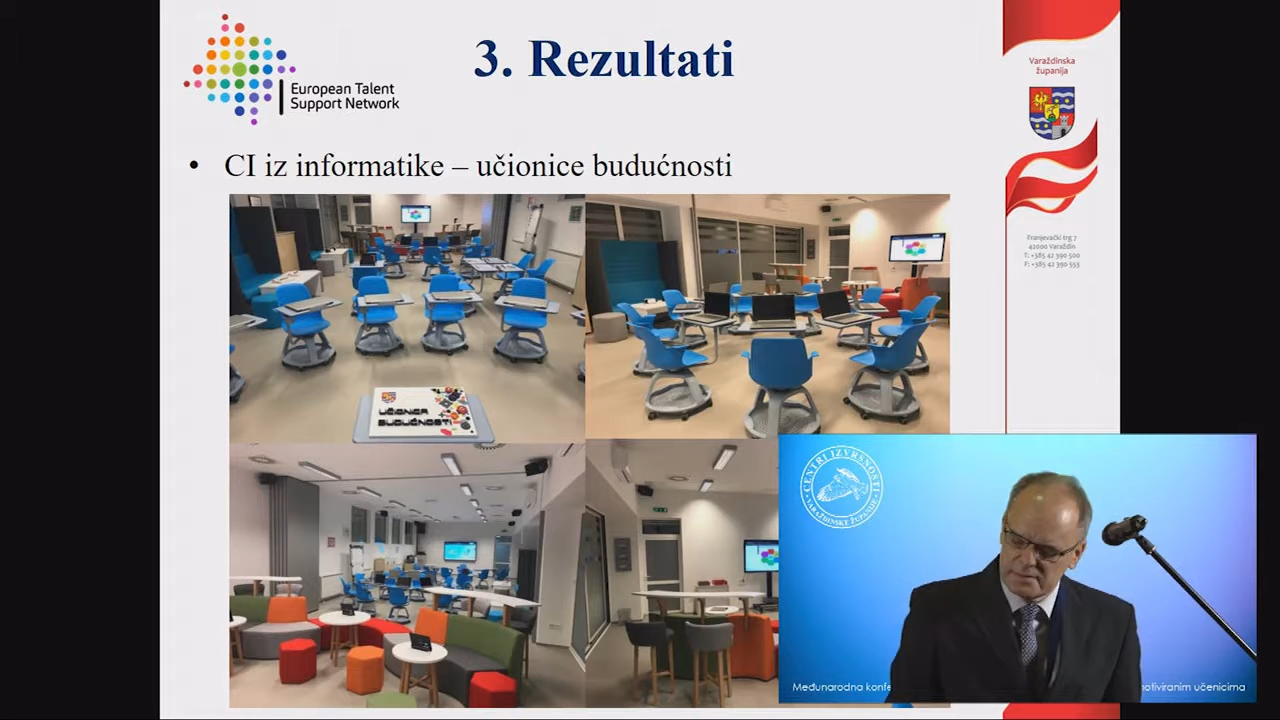 3. Rezultati
European Talent
Support Network
Varaždinska
županija
• CI iz informatike – učionice budućnosti
Franjevački trg 7
42000 Varaždin
T: +385 42 390 500
F: +385 42 390 555
UČIONICA
BUDUĆNOSTI
CENTRI IZVRSNOSTI
VARAŽDINSKE ŽUPANIJE
Međunarodna konfe
otiviranim učenicima